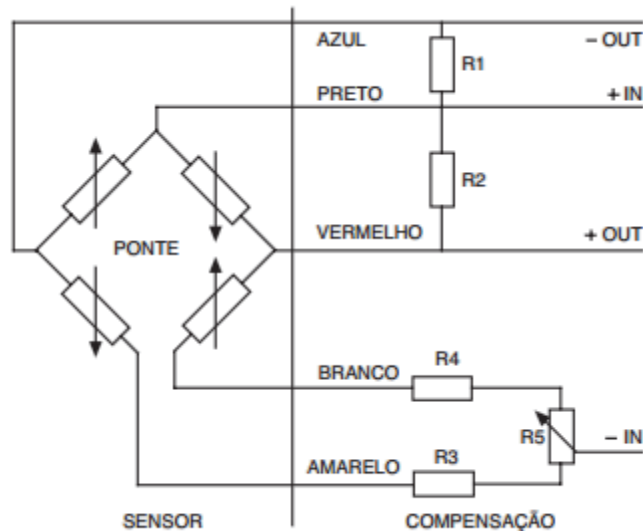 AZUL
– OUT
R1
PRETO
+ IN
R2
PONTE
VERMELHO
+ OUT
BRANCO
R4
R5
– IN
AMARELO
R3
SENSOR
COMPENSAÇÃO